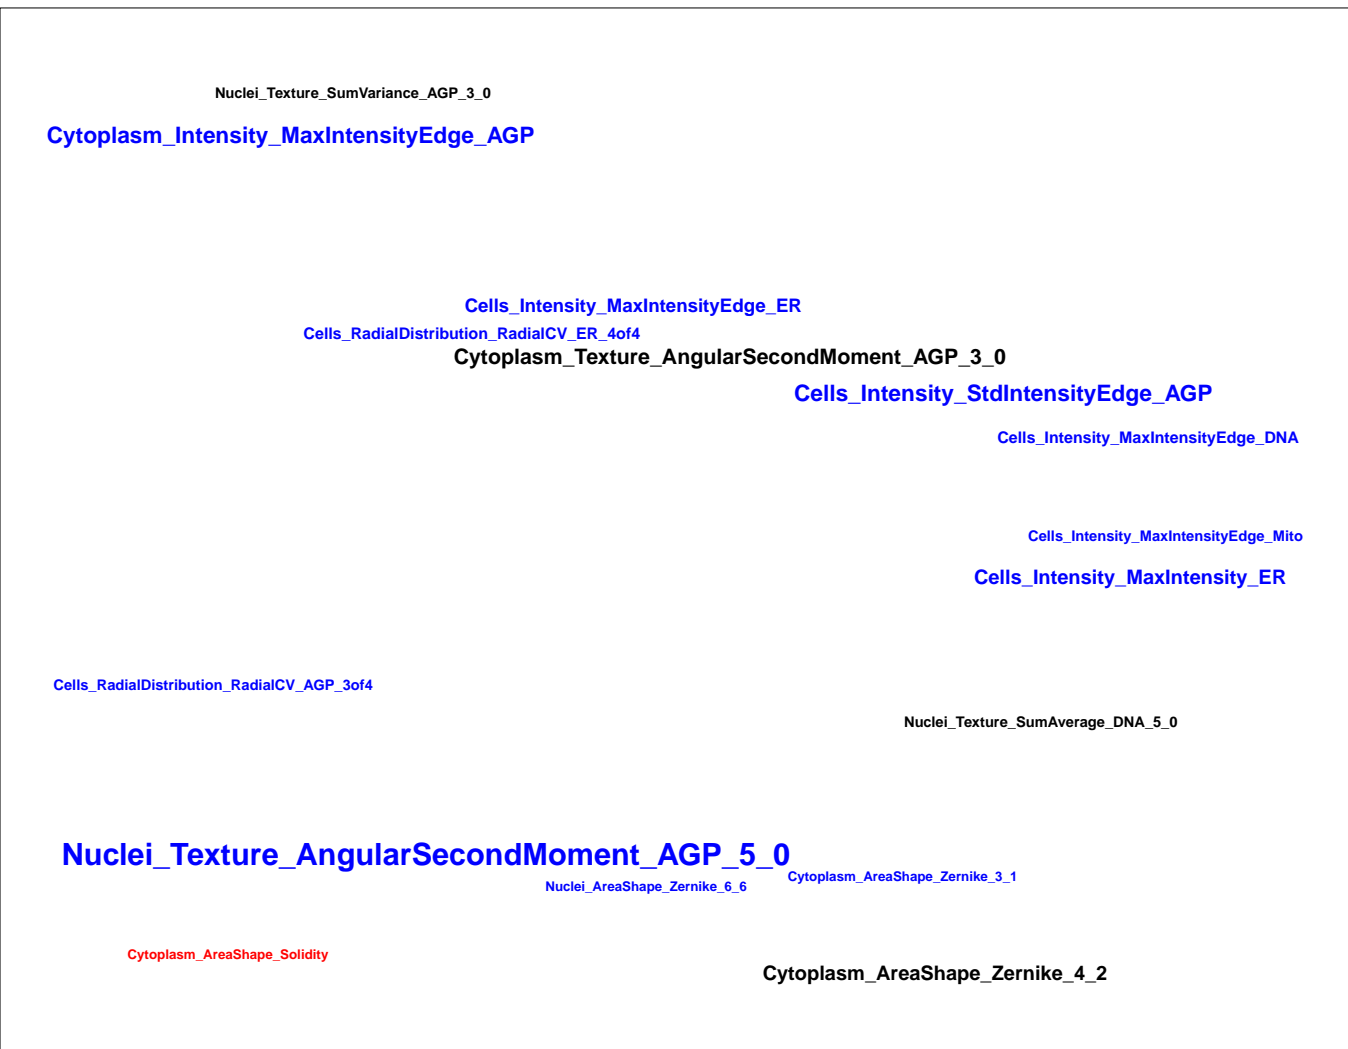 Nuclei_Texture_SumVariance_AGP_3_0
Cytoplasm_Intensity_MaxIntensityEdge_AGP
Cells_Intensity_MaxIntensityEdge_ER
Cells_RadialDistribution_RadialCV_ER_4of4
Cytoplasm_Texture_AngularSecondMoment_AGP_3_0
Cells_Intensity_StdIntensityEdge_AGP
Cells_Intensity_MaxIntensityEdge_DNA
Cells_Intensity_MaxIntensityEdge_Mito
Cells_Intensity_MaxIntensity_ER
Cells_RadialDistribution_RadialCV_AGP_3of4
Nuclei_Texture_SumAverage_DNA_5_0
Nuclei_Texture_AngularSecondMoment_AGP_5_0
Cytoplasm_AreaShape_Zernike_3_1
Nuclei_AreaShape_Zernike_6_6
Cytoplasm_AreaShape_Solidity
Cytoplasm_AreaShape_Zernike_4_2